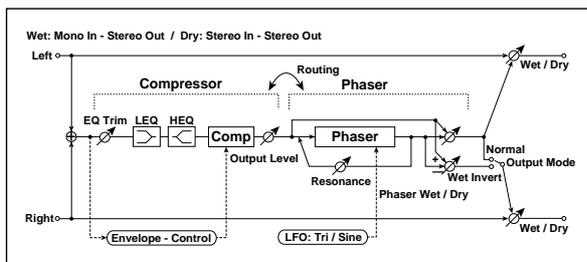 Wet: Mono In - Stereo Out / Dry: Stereo In - Stereo Out
Left
Wet / Dry
Routing
Compressor
Phaser
EQ Trim
LEQ
HEQ
Comp
Phaser
Output Level
Normal
Output Mode
+
−
Wet Invert
Resonance
Phaser Wet / Dry
Right
Wet / Dry
Envelope - Control
LFO: Tri / Sine